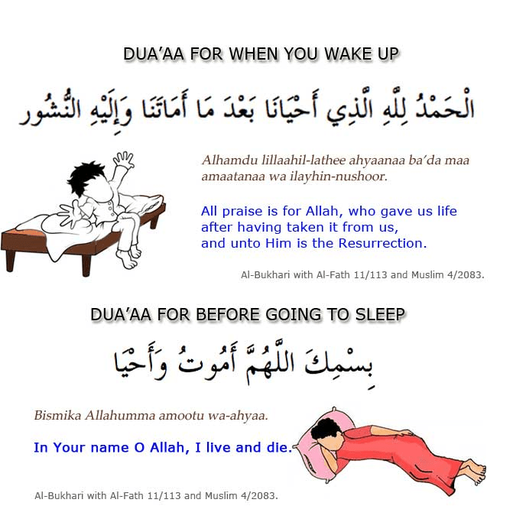 DUA'AA FOR WHEN YOU WAKE UP
الْحَمْدُ لِلَّهِ الَّذِي أَحْيَانَا بَعْدَ مَا أَمَاتَنَا وَإِلَيْهِ النُّشُور
Alhamdu lillaahil-lathee ahyaanaa ba'da maa
amaatanaa wa ilayhin-nushoor.
All praise is for Allah, who gave us life
after having taken it from us,
and unto Him is the Resurrection.
Al-Bukhari with Al-Fath 11/113 and Muslim 4/2083.
DUA'AA FOR BEFORE GOING TO SLEEP
بِسْمِكَ اللَّهُمَّ أَمُوتُ وَأَحْيَا
Bismika Allahumma amootu wa-ahyaa.
In Your name O Allah, I live and die.
Al-Bukhari with Al-Fath 11/113 and Muslim 4/2083.